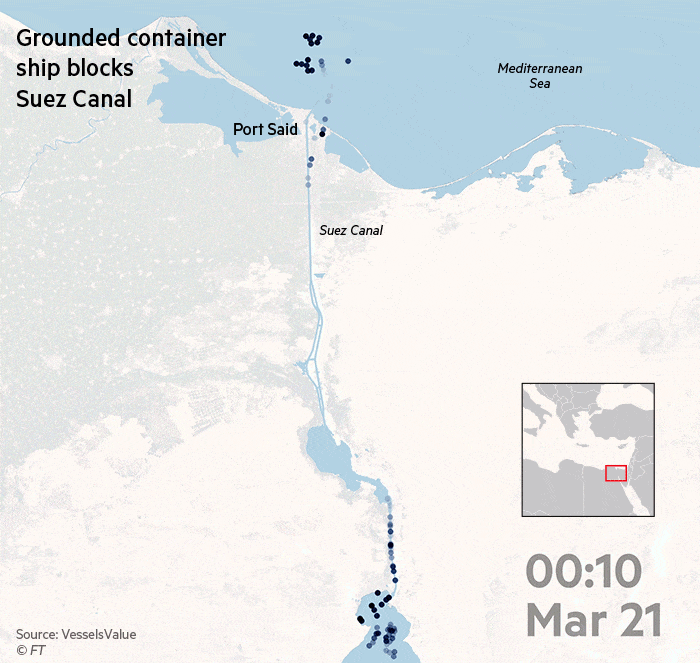 Grounded container
ship blocks
Suez Canal
Mediterranean
Sea
Port Said
Suez Canal
00:10
Mar 21
Source: VesselsValue
© FT